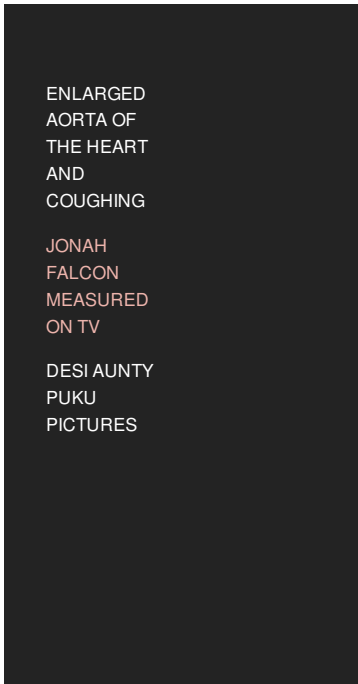 ENLARGED
AORTA OF
THE HEART
AND
COUGHING
JONAH
FALCON
MEASURED
ON TV
DESI AUNTY
PUKU
PICTURES